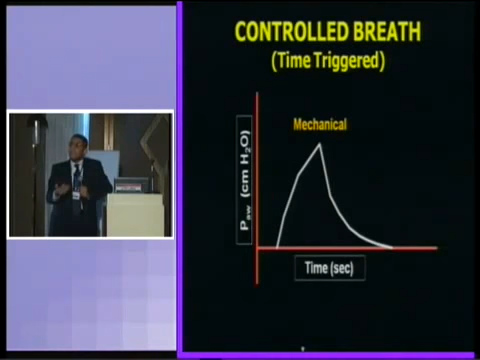 CONTROLLED BREATH
(Time Triggered)
Mechanical
Paw (cm H2O)
Time (sec)